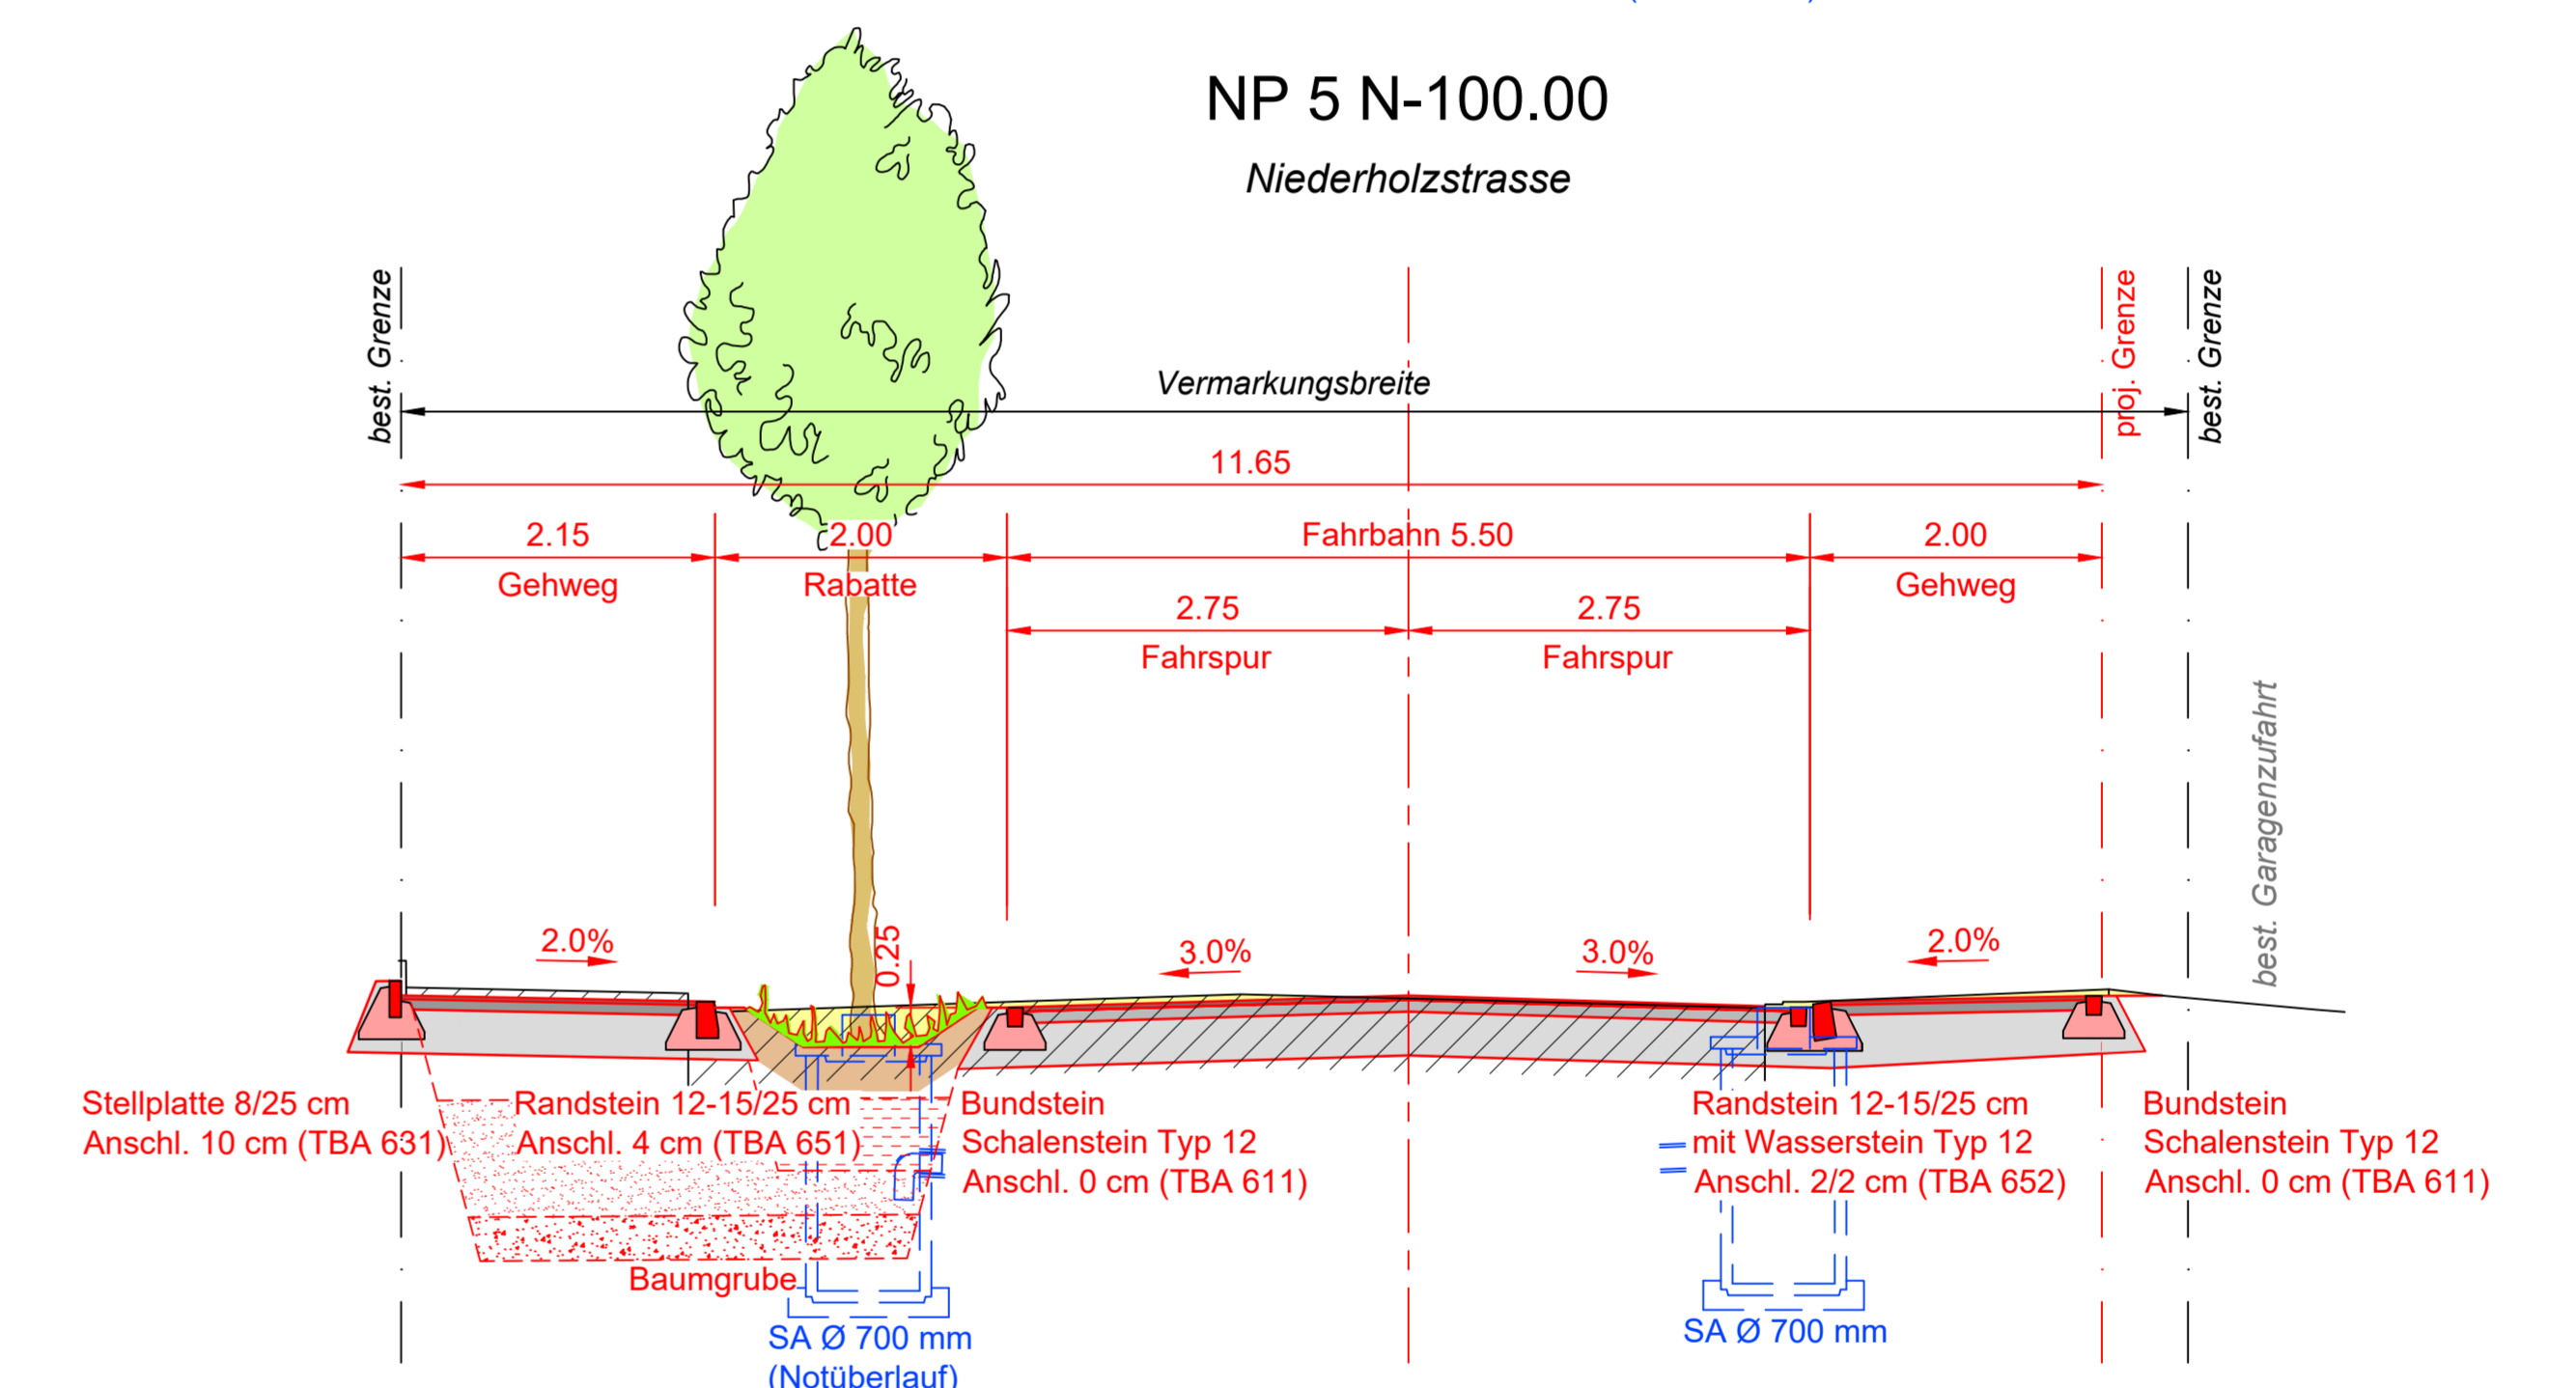 NP 5 N-100.00
Niederholzstrasse
best. Grenze
proj. Grenze
best. Grenze
Vermarkungsbreite
11.65
2.15
2.00
Fahrbahn 5.50
2.00
Gehweg
Rabatte
Gehweg
2.75
2.75
Fahrspur
Fahrspur
best. Garagenzufahrt
2.0%
0.25
3.0%
3.0%
2.0%
Stellplatte 8/25 cm
Anschl. 10 cm (TBA 631)
Randstein 12-15/25 cm
Anschl. 4 cm (TBA 651)
Bundstein
Schalenstein Typ 12
Anschl. 0 cm (TBA 611)
Randstein 12-15/25 cm
mit Wasserstein Typ 12
Anschl. 2/2 cm (TBA 652)
Bundstein
Schalenstein Typ 12
Anschl. 0 cm (TBA 611)
Baumgrube
SA Ø 700 mm
(Notüberlauf)
SA Ø 700 mm